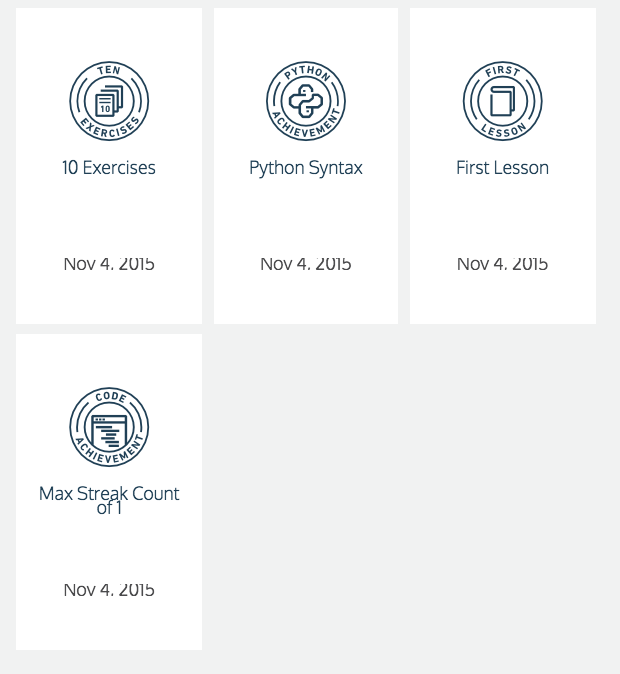 TEN
10
EXERCISES
10 Exercises
Nov 4, 2015
PYTHON
ACHIEVEMENT
Python Syntax
Nov 4, 2015
FIRST
LESSON
First Lesson
Nov 4, 2015
CODE
ACHIEVEMENT
Max Streak Count
of 1
Nov 4, 2015